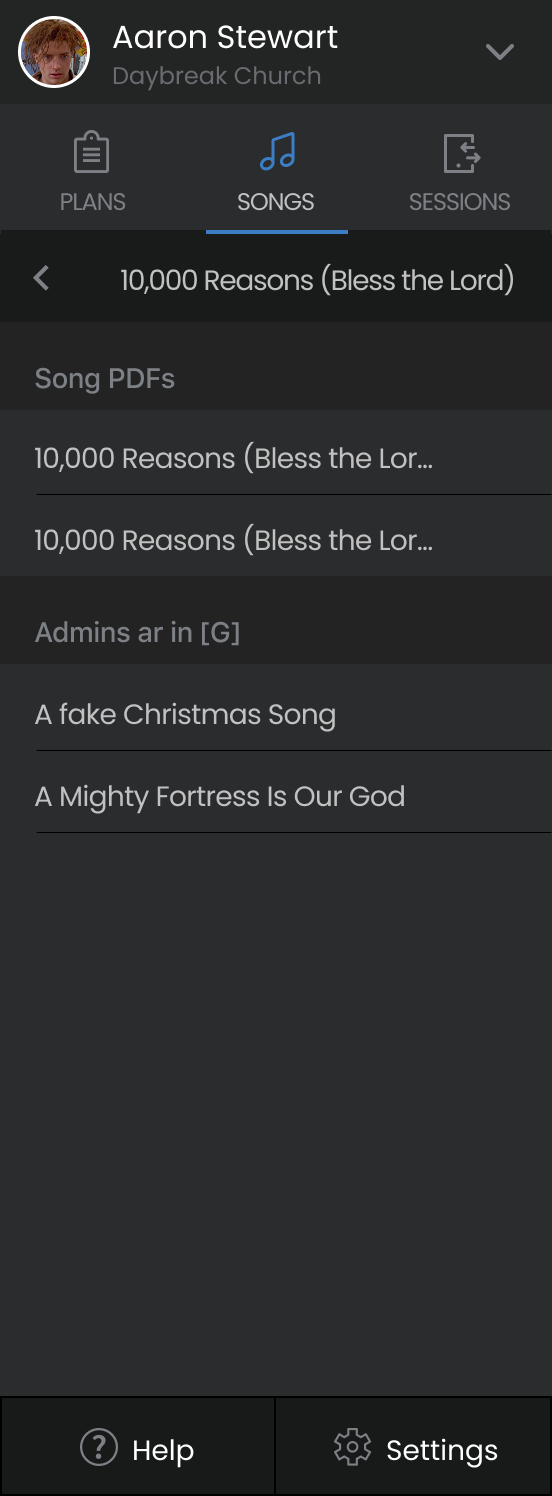 Aaron Stewart
Daybreak Church
PLANS
SONGS
SESSIONS
10,000 Reasons (Bless the Lord)
Song PDFs
10,000 Reasons (Bless the Lor...
10,000 Reasons (Bless the Lor...
Admins ar in [G]
A fake Christmas Song
A Mighty Fortress Is Our God
Help
Settings